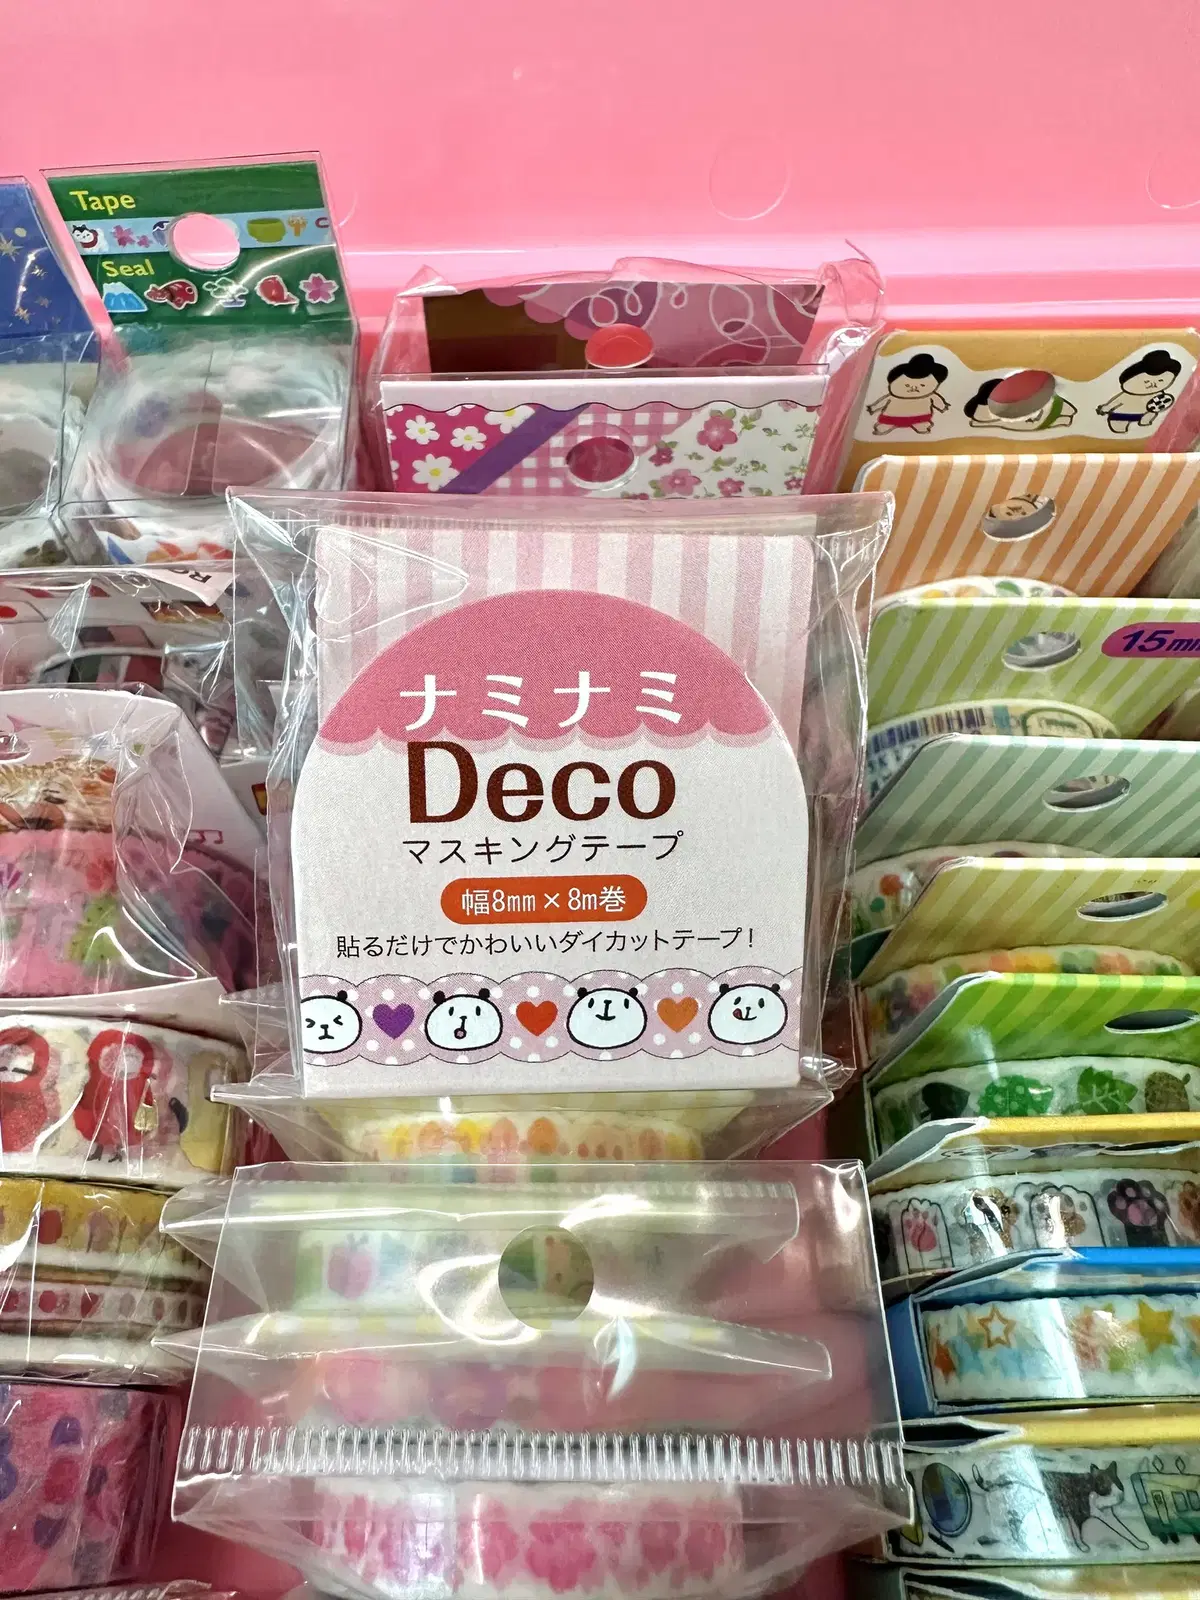 Tape
Seal
15mm
ナミナミ
Deco
マスキングテープ
幅8mm×8m巻
貼るだけでかわいいダイカットテープ!